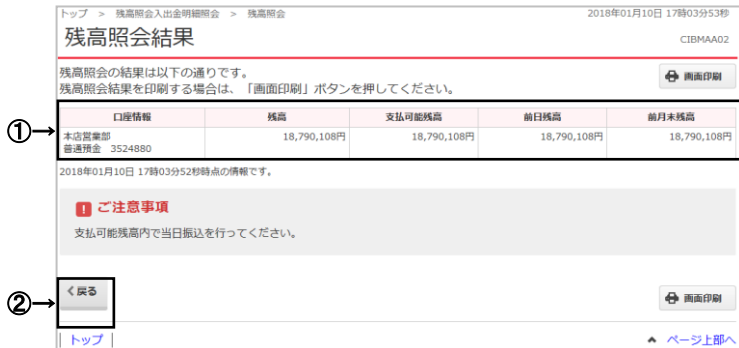 トップ > 残高照会入出金明細照会 > 残高照会
2018年01月10日 17時03分53秒
残高照会結果
CIBMAA02
残高照会の結果は以下の通りです。
残高照会結果を印刷する場合は、「画面印刷」ボタンを押してください。
画面印刷
口座情報 残高 支払可能残高 前日残高 前月末残高
①→
本店営業部
普通預金 3524880
18,790,108円 18,790,108円 18,790,108円 18,790,108円
2018年01月10日 17時03分52秒時点の情報です。
! ご注意事項
支払可能残高内で当日振込を行ってください。
②→
<戻る
画面印刷
| トップ |
ページ上部へ